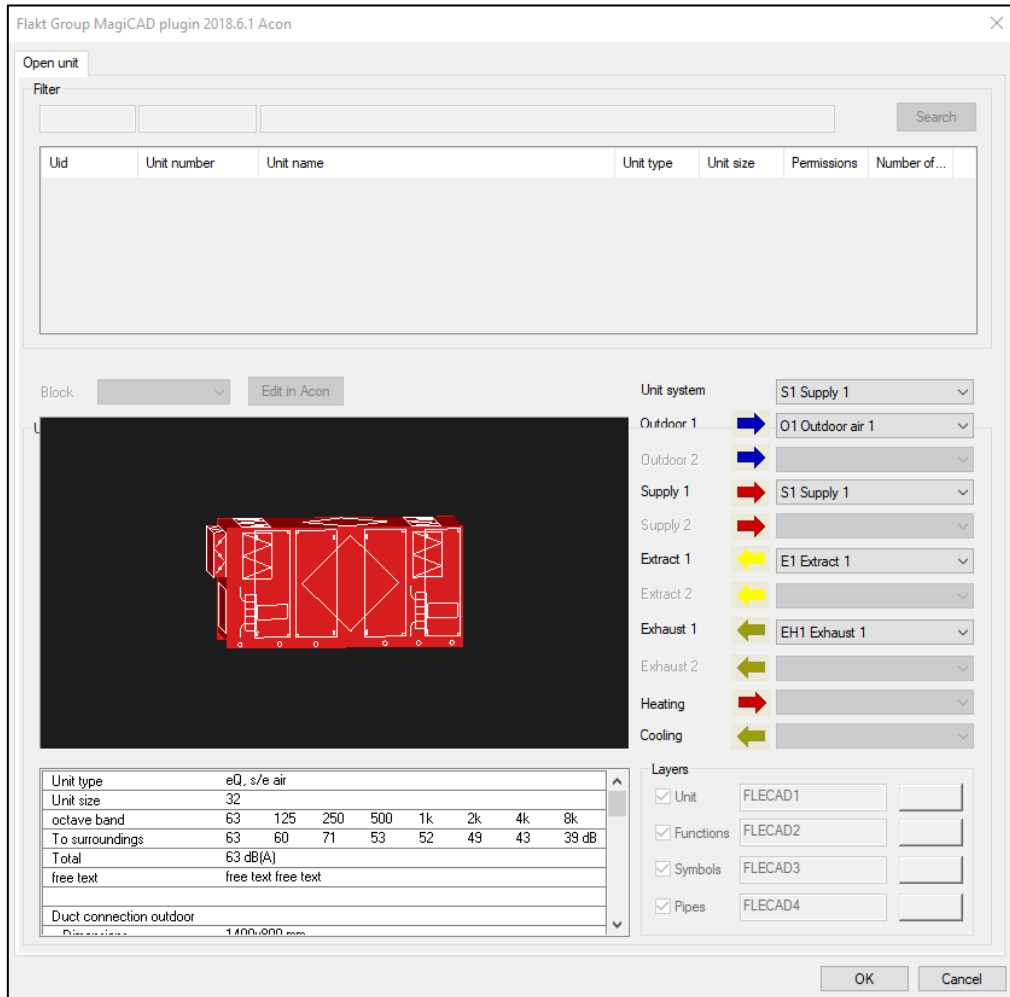 Flakt Group MagiCAD plugin 2018.6.1 Acon
Open unit
Filter
Search
Uid Unit number Unit name Unit type Unit size Permissions Number of...
Block Edit in Acon
Unit system S1 Supply 1
Outdoor 1 O1 Outdoor air 1
Outdoor 2
Supply 1 S1 Supply 1
Supply 2
Extract 1 E1 Extract 1
Extract 2
Exhaust 1 EH1 Exhaust 1
Exhaust 2
Heating
Cooling
Unit type eQ, s/e air
Unit size 32
octave band 63 125 250 500 1k 2k 4k 8k
To surroundings 63 60 71 53 52 49 43 39 dB
Total 63 dB(A)
free text free text free text
Duct connection outdoor
Dimensions 1400x800 mm
Layers
Unit FLECAD1
Functions FLECAD2
Symbols FLECAD3
Pipes FLECAD4
OK Cancel